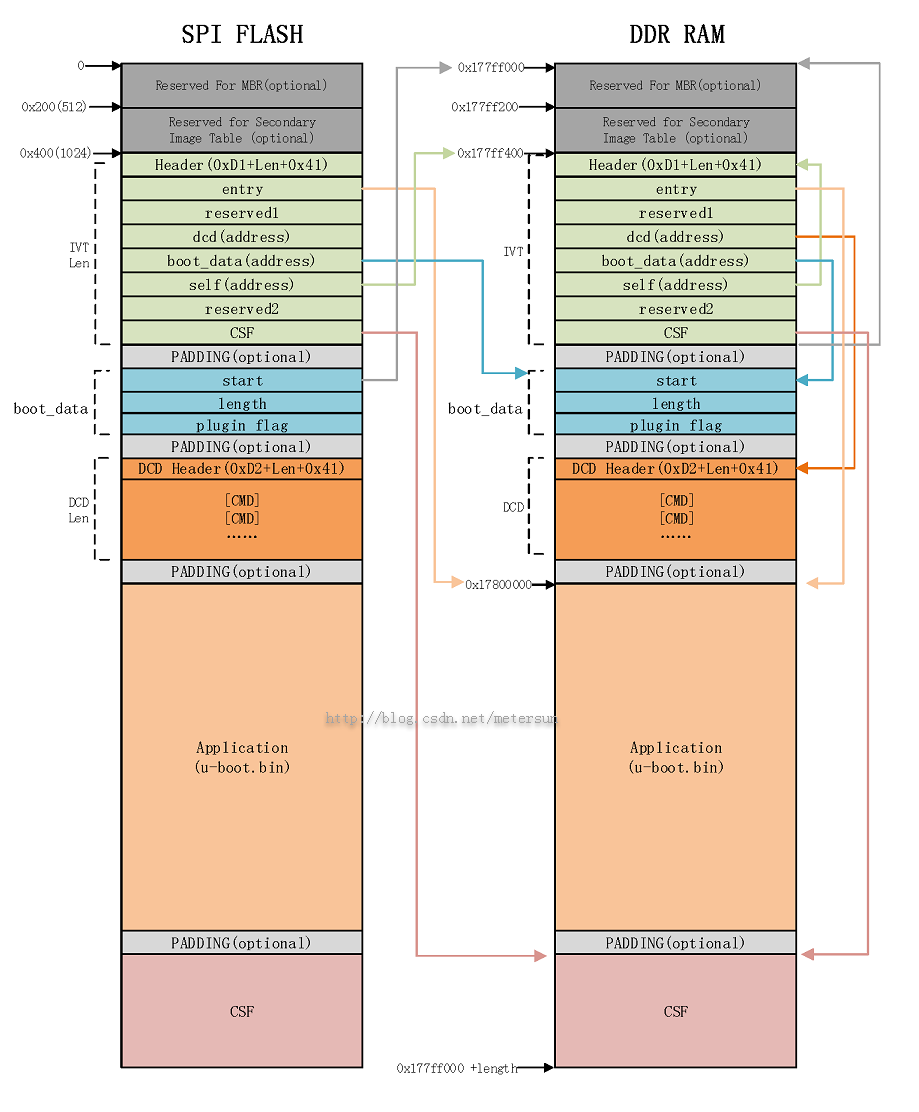 SPI FLASH
0
0x200(512)
0x400(1024)
Reserved For MBR(optional)
Reserved for Secondary
Image Table (optional)
Header(0xD1+Len+0x41)
entry
reserved1
dcd(address)
boot_data(address)
self(address)
reserved2
CSF
IVT
Len
PADDING(optional)
start
length
plugin flag
boot_data
PADDING(optional)
DCD Header(0xD2+Len+0x41)
[CMD]
[CMD]
......
DCD
Len
PADDING(optional)
Application
(u-boot.bin)
PADDING(optional)
CSF
DDR RAM
0x177ff000
0x177ff200
0x177ff400
Reserved For MBR(optional)
Reserved for Secondary
Image Table (optional)
Header(0xD1+Len+0x41)
entry
reserved1
dcd(address)
boot_data(address)
self(address)
reserved2
CSF
IVT
PADDING(optional)
start
length
plugin flag
boot_data
PADDING(optional)
DCD Header(0xD2+Len+0x41)
[CMD]
[CMD]
......
DCD
PADDING(optional)
0x17800000
Application
(u-boot.bin)
PADDING(optional)
CSF
0x177ff000 +length
http://blog.csdn.net/metersun